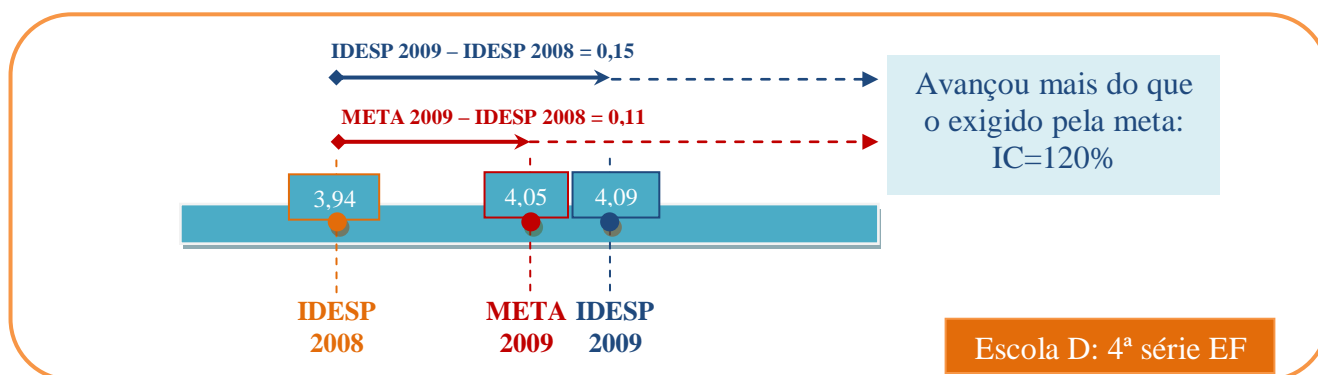 IDESP 2009 – IDESP 2008 = 0,15
META 2009 – IDESP 2008 = 0,11
Avançou mais do que
o exigido pela meta:
IC=120%
3,94
4,05
4,09
IDESP
2008
META
2009
IDESP
2009
Escola D: 4ª série EF